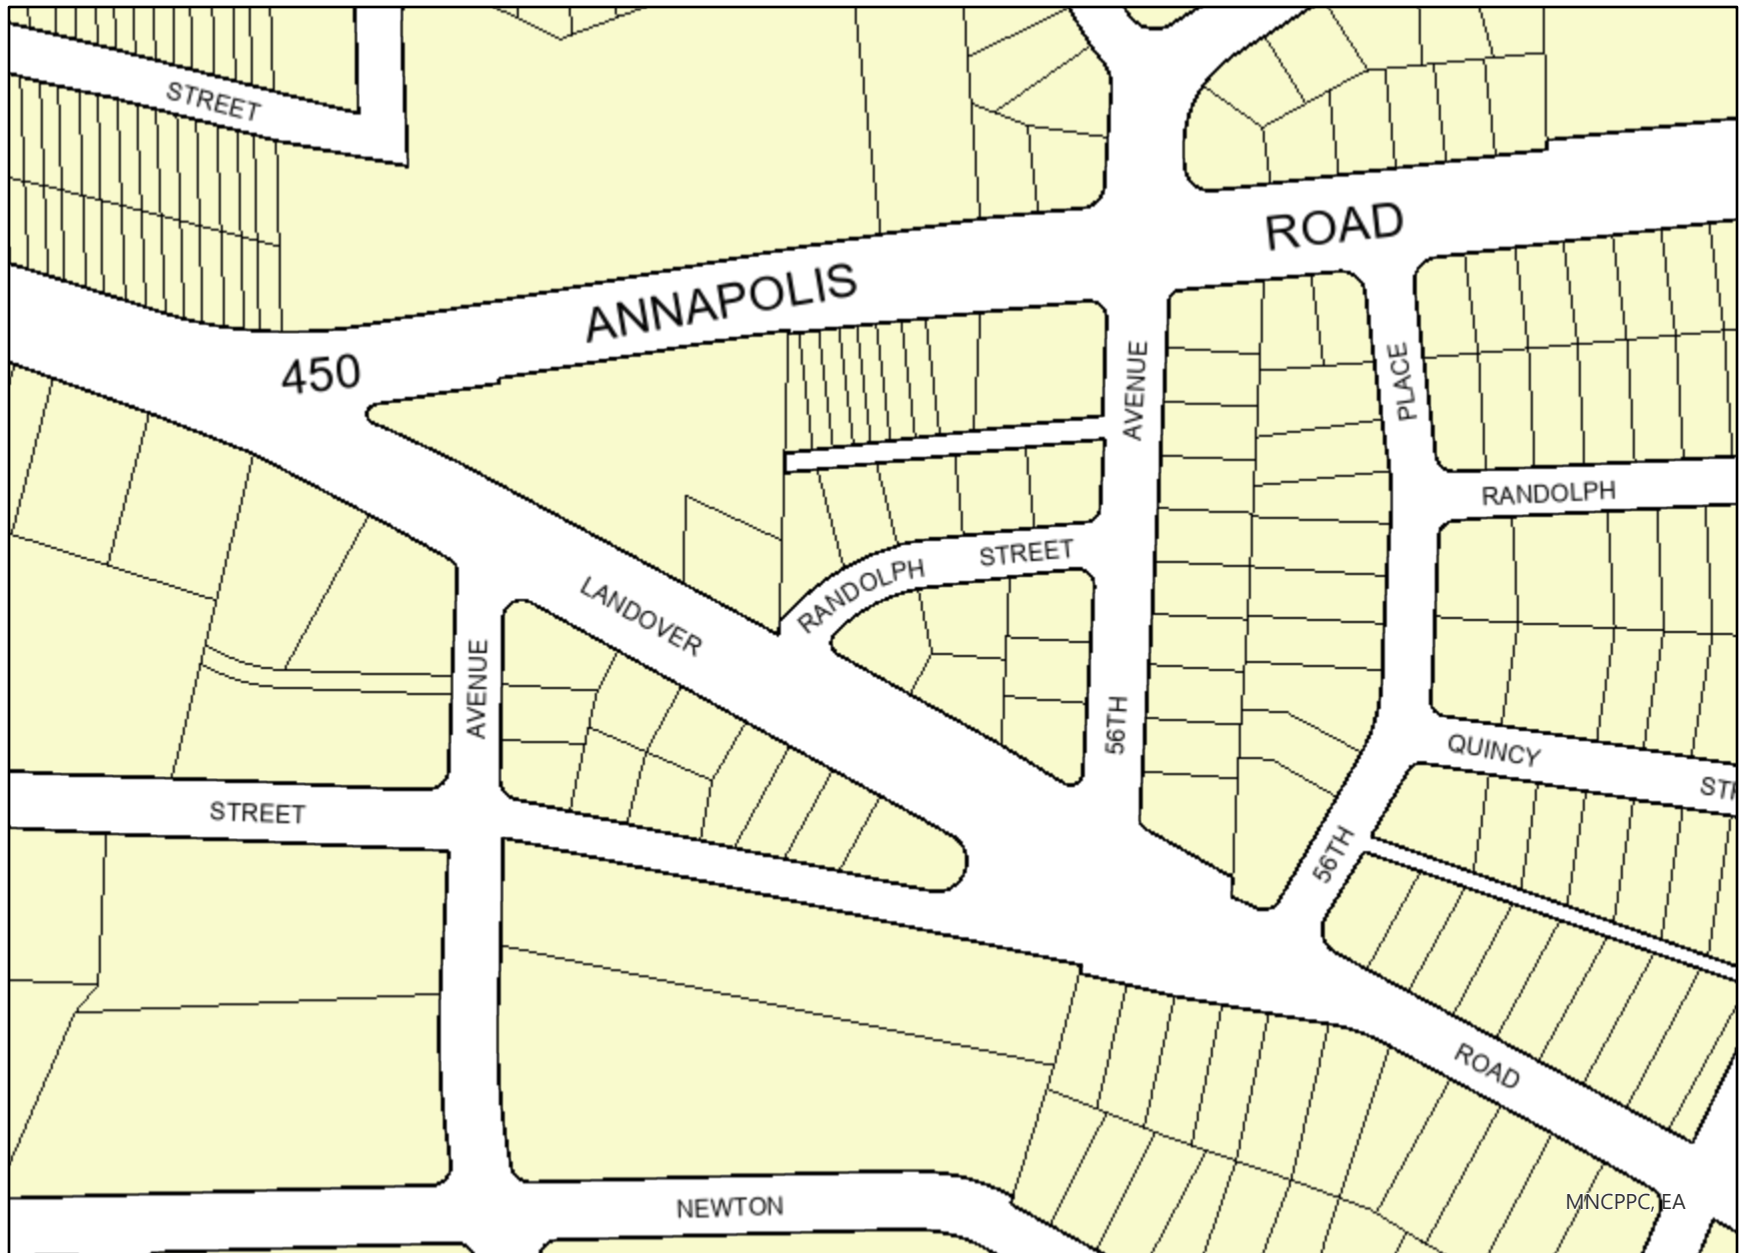 STREET
ROAD
ANNAPOLIS
450
AVENUE
PLACE
RANDOLPH
STREET
RANDOLPH
LANDOVER
AVENUE
56TH
QUINCY
STREET
56TH
ROAD
MNCPPC, EA
NEWTON